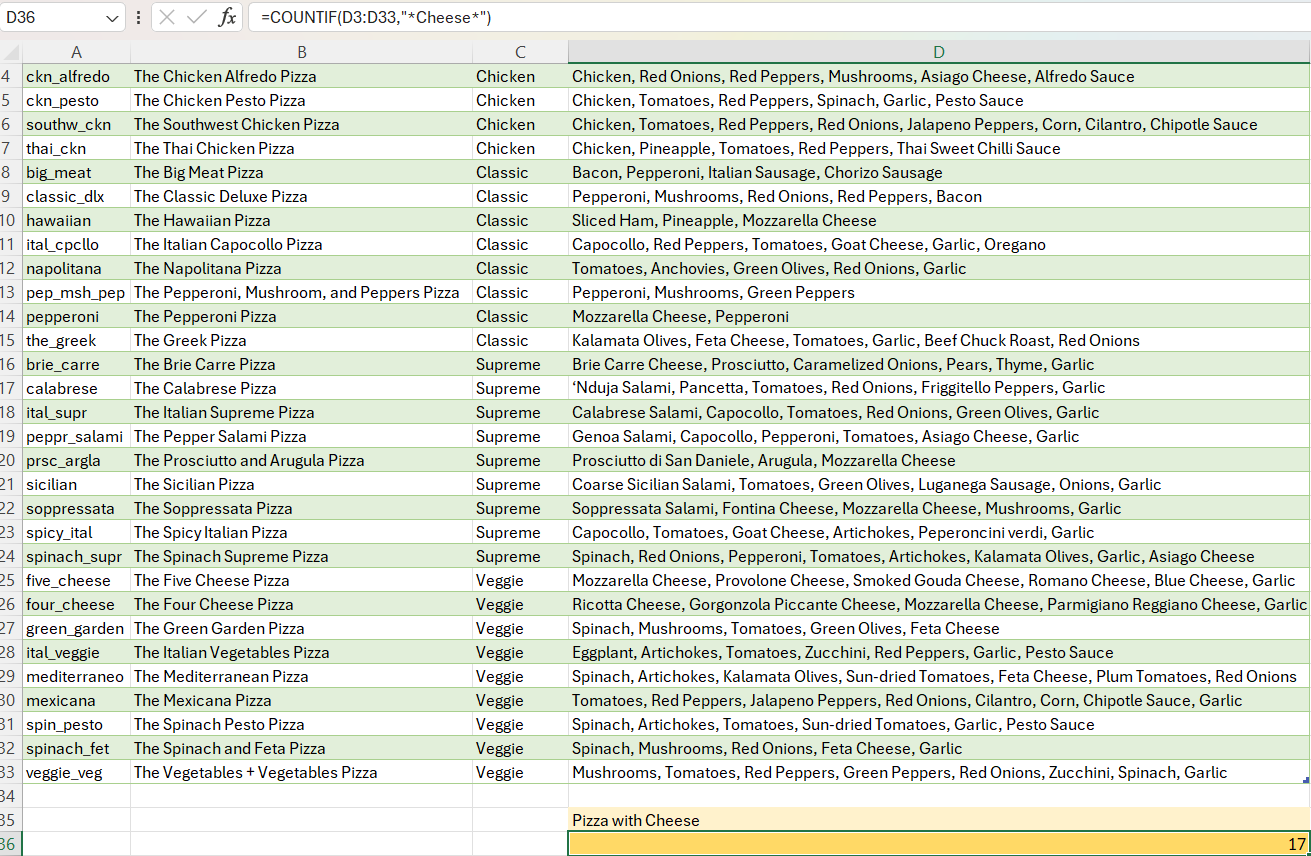 D36 fx =COUNTIF(D3:D33,"*Cheese*")
A B C D
4 ckn_alfredo The Chicken Alfredo Pizza Chicken Chicken, Red Onions, Red Peppers, Mushrooms, Asiago Cheese, Alfredo Sauce
5 ckn_pesto The Chicken Pesto Pizza Chicken Chicken, Tomatoes, Red Peppers, Spinach, Garlic, Pesto Sauce
6 southw_ckn The Southwest Chicken Pizza Chicken Chicken, Tomatoes, Red Peppers, Red Onions, Jalapeno Peppers, Corn, Cilantro, Chipotle Sauce
7 thai_ckn The Thai Chicken Pizza Chicken Chicken, Pineapple, Tomatoes, Red Peppers, Thai Sweet Chilli Sauce
8 big_meat The Big Meat Pizza Classic Bacon, Pepperoni, Italian Sausage, Chorizo Sausage
9 classic_dlx The Classic Deluxe Pizza Classic Pepperoni, Mushrooms, Red Onions, Red Peppers, Bacon
10 hawaiian The Hawaiian Pizza Classic Sliced Ham, Pineapple, Mozzarella Cheese
11 ital_cpcllo The Italian Capocollo Pizza Classic Capocollo, Red Peppers, Tomatoes, Goat Cheese, Garlic, Oregano
12 napolitana The Napolitana Pizza Classic Tomatoes, Anchovies, Green Olives, Red Onions, Garlic
13 pep_msh_pep The Pepperoni, Mushroom, and Peppers Pizza Classic Pepperoni, Mushrooms, Green Peppers
14 pepperoni The Pepperoni Pizza Classic Mozzarella Cheese, Pepperoni
15 the_greek The Greek Pizza Classic Kalamata Olives, Feta Cheese, Tomatoes, Garlic, Beef Chuck Roast, Red Onions
16 brie_carre The Brie Carre Pizza Supreme Brie Carre Cheese, Prosciutto, Caramelized Onions, Pears, Thyme, Garlic
17 calabrese The Calabrese Pizza Supreme ‘Nduja Salami, Pancetta, Tomatoes, Red Onions, Friggitello Peppers, Garlic
18 ital_supr The Italian Supreme Pizza Supreme Calabrese Salami, Capocollo, Tomatoes, Red Onions, Green Olives, Garlic
19 peppr_salami The Pepper Salami Pizza Supreme Genoa Salami, Capocollo, Pepperoni, Tomatoes, Asiago Cheese, Garlic
20 prsc_argla The Prosciutto and Arugula Pizza Supreme Prosciutto di San Daniele, Arugula, Mozzarella Cheese
21 sicilian The Sicilian Pizza Supreme Coarse Sicilian Salami, Tomatoes, Green Olives, Luganega Sausage, Onions, Garlic
22 soppressata The Soppressata Pizza Supreme Soppressata Salami, Fontina Cheese, Mozzarella Cheese, Mushrooms, Garlic
23 spicy_ital The Spicy Italian Pizza Supreme Capocollo, Tomatoes, Goat Cheese, Artichokes, Peperoncini verdi, Garlic
24 spinach_supr The Spinach Supreme Pizza Supreme Spinach, Red Onions, Pepperoni, Tomatoes, Artichokes, Kalamata Olives, Garlic, Asiago Cheese
25 five_cheese The Five Cheese Pizza Veggie Mozzarella Cheese, Provolone Cheese, Smoked Gouda Cheese, Romano Cheese, Blue Cheese, Garlic
26 four_cheese The Four Cheese Pizza Veggie Ricotta Cheese, Gorgonzola Piccante Cheese, Mozzarella Cheese, Parmigiano Reggiano Cheese, Garlic
27 green_garden The Green Garden Pizza Veggie Spinach, Mushrooms, Tomatoes, Green Olives, Feta Cheese
28 ital_veggie The Italian Vegetables Pizza Veggie Eggplant, Artichokes, Tomatoes, Zucchini, Red Peppers, Garlic, Pesto Sauce
29 mediterraneo The Mediterranean Pizza Veggie Spinach, Artichokes, Kalamata Olives, Sun-dried Tomatoes, Feta Cheese, Plum Tomatoes, Red Onions
30 mexicana The Mexicana Pizza Veggie Tomatoes, Red Peppers, Jalapeno Peppers, Red Onions, Cilantro, Corn, Chipotle Sauce, Garlic
31 spin_pesto The Spinach Pesto Pizza Veggie Spinach, Artichokes, Tomatoes, Sun-dried Tomatoes, Garlic, Pesto Sauce
32 spinach_fet The Spinach and Feta Pizza Veggie Spinach, Mushrooms, Red Onions, Feta Cheese, Garlic
33 veggie_veg The Vegetables + Vegetables Pizza Veggie Mushrooms, Tomatoes, Red Peppers, Green Peppers, Red Onions, Zucchini, Spinach, Garlic
34
35 Pizza with Cheese
36 17